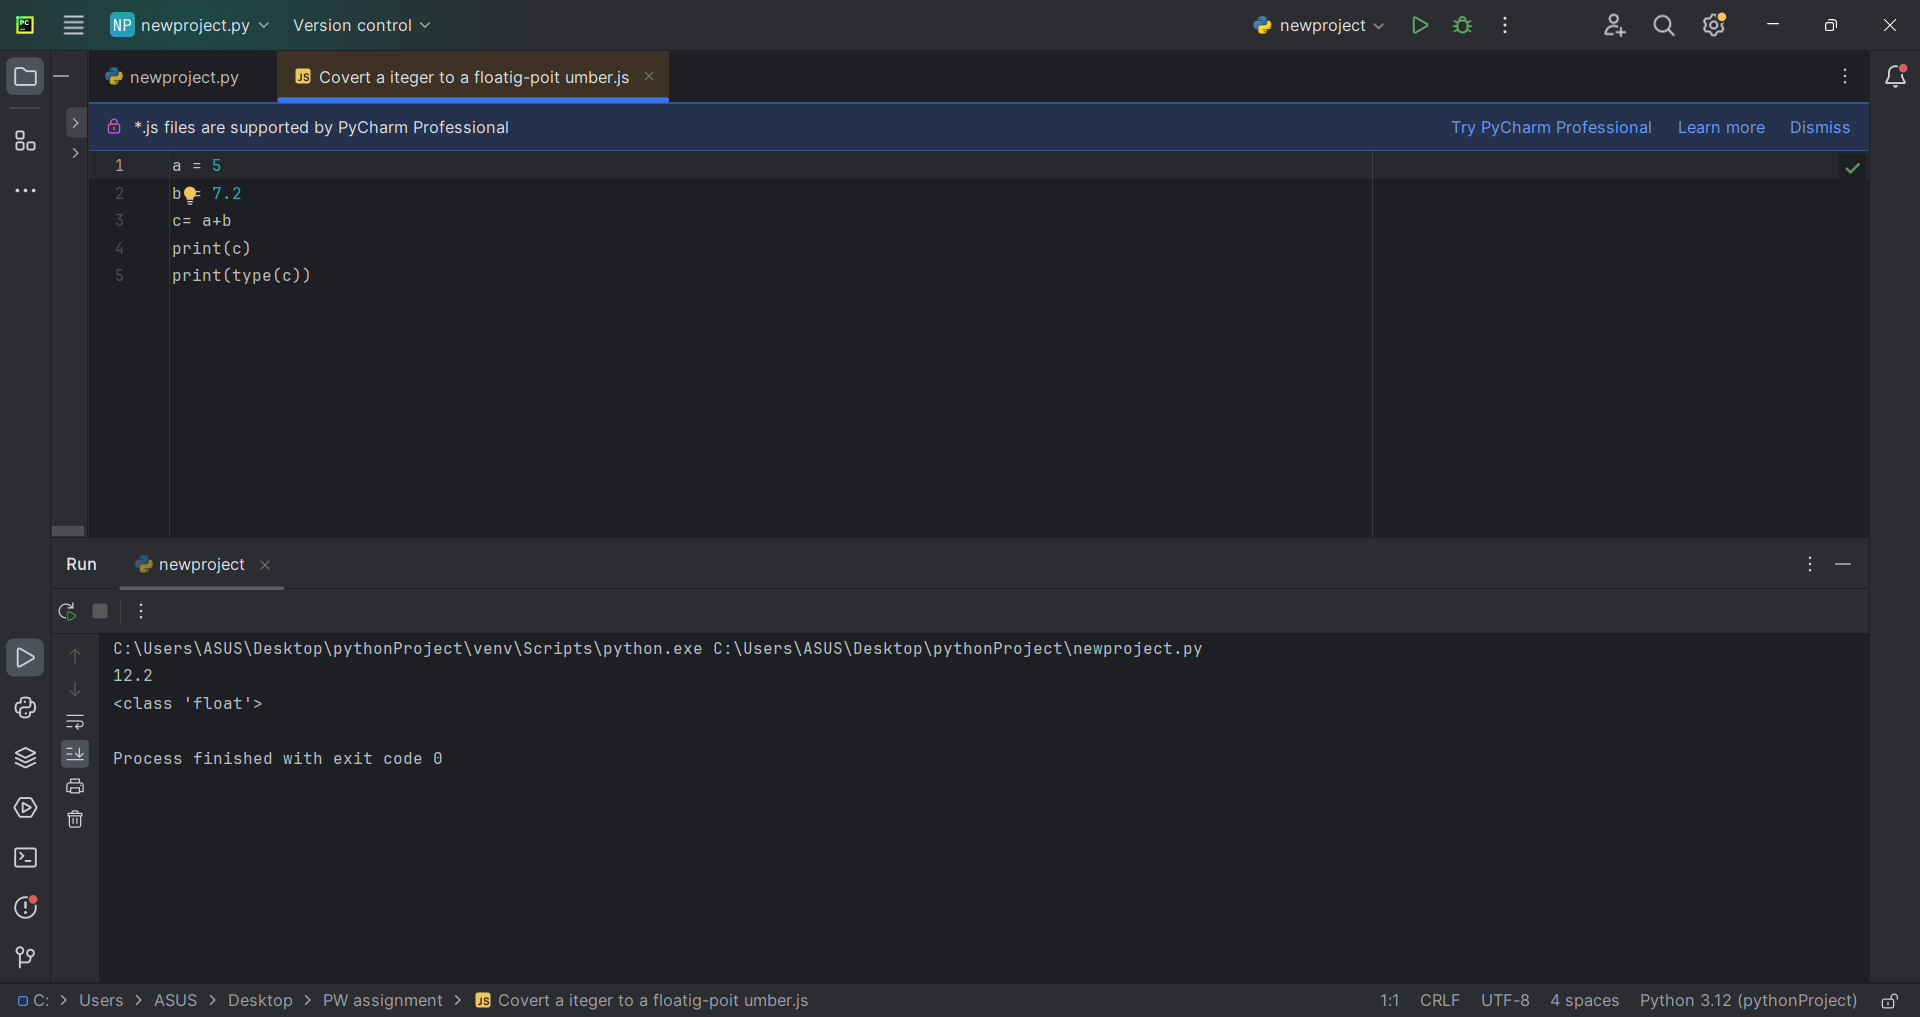 PC
NP newproject.py Version control newproject
newproject.py JS Covert a iteger to a floatig-poit umber.js
*.js files are supported by PyCharm Professional Try PyCharm Professional Learn more Dismiss
1 a = 5
2 b = 7.2
3 c= a+b
4 print(c)
5 print(type(c))
Run newproject
C:\Users\ASUS\Desktop\pythonProject\venv\Scripts\python.exe C:\Users\ASUS\Desktop\pythonProject\newproject.py
12.2
<class 'float'>
Process finished with exit code 0
C: > Users > ASUS > Desktop > PW assignment > JS Covert a iteger to a floatig-poit umber.js 1:1 CRLF UTF-8 4 spaces Python 3.12 (pythonProject)